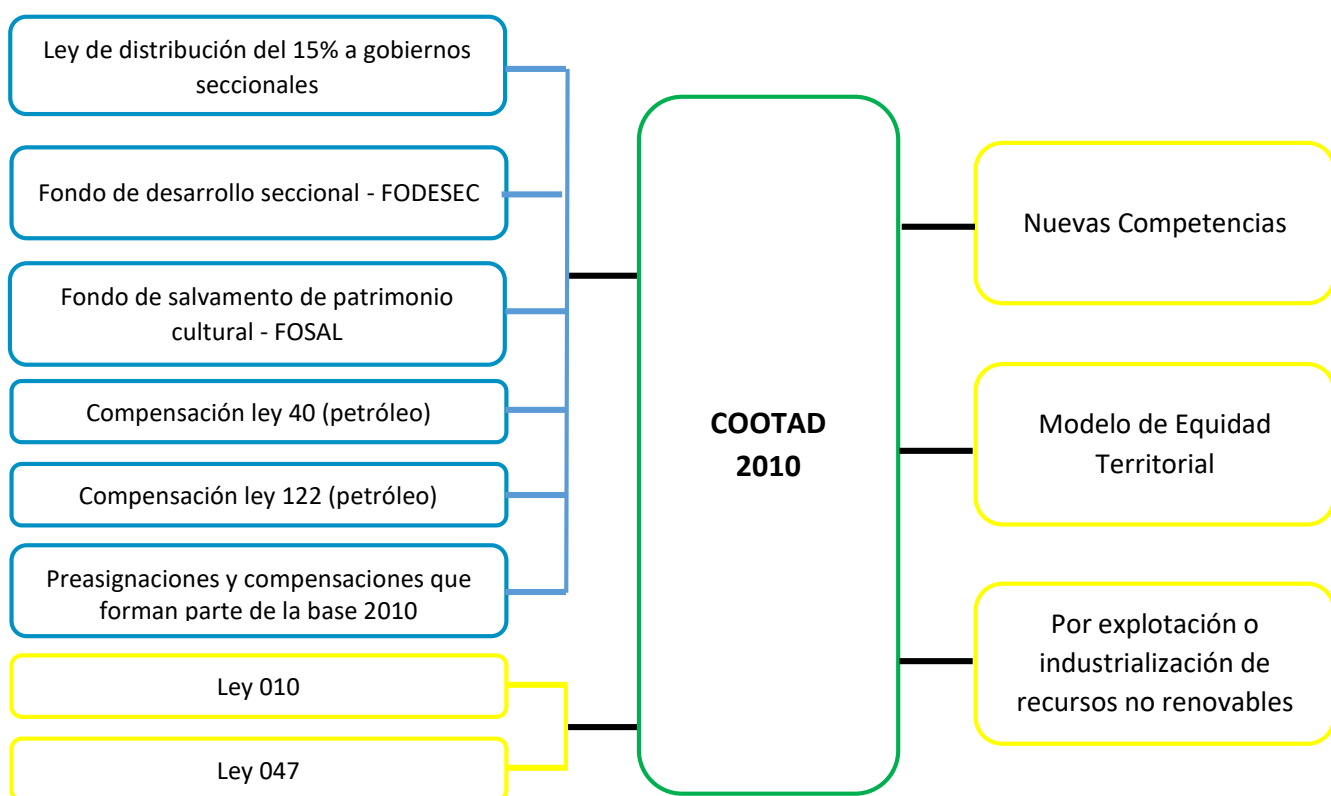 Ley de distribución del 15% a gobiernos
seccionales
Fondo de desarrollo seccional - FODESEC
Fondo de salvamento de patrimonio
cultural - FOSAL
Compensación ley 40 (petróleo)
Compensación ley 122 (petróleo)
Preasignaciones y compensaciones que
forman parte de la base 2010
Ley 010
Ley 047
COOTAD
2010
Nuevas Competencias
Modelo de Equidad
Territorial
Por explotación o
industrialización de
recursos no renovables